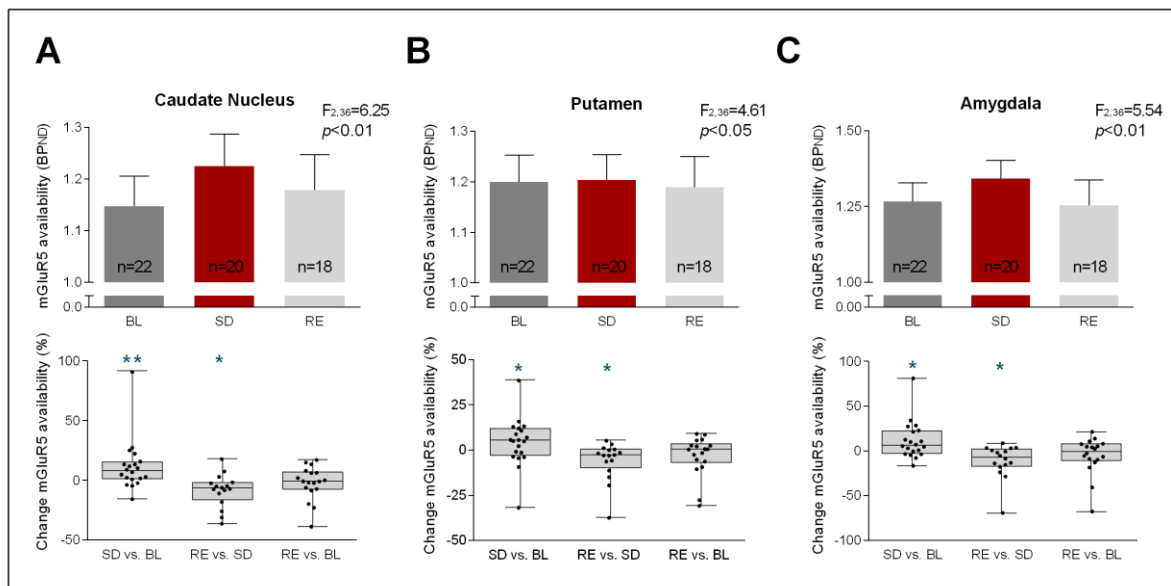 A
Caudate Nucleus
F2,36=6.25
p<0.01
mGluR5 availability (BPND)
1.3
1.2
1.1
1.0
0.0
n=22
n=20
n=18
BL
SD
RE
Change mGluR5 availability (%)
100
50
0
-50
**
*
SD vs. BL
RE vs. SD
RE vs. BL
B
Putamen
F2,36=4.61
p<0.05
mGluR5 availability (BPND)
1.3
1.2
1.1
1.0
0.0
n=22
n=20
n=18
BL
SD
RE
Change mGluR5 availability (%)
50
25
0
-25
-50
*
*
SD vs. BL
RE vs. SD
RE vs. BL
C
Amygdala
F2,36=5.54
p<0.01
mGluR5 availability (BPND)
1.50
1.25
1.00
0.00
n=22
n=20
n=18
BL
SD
RE
Change mGluR5 availability (%)
100
50
0
-50
-100
*
*
SD vs. BL
RE vs. SD
RE vs. BL